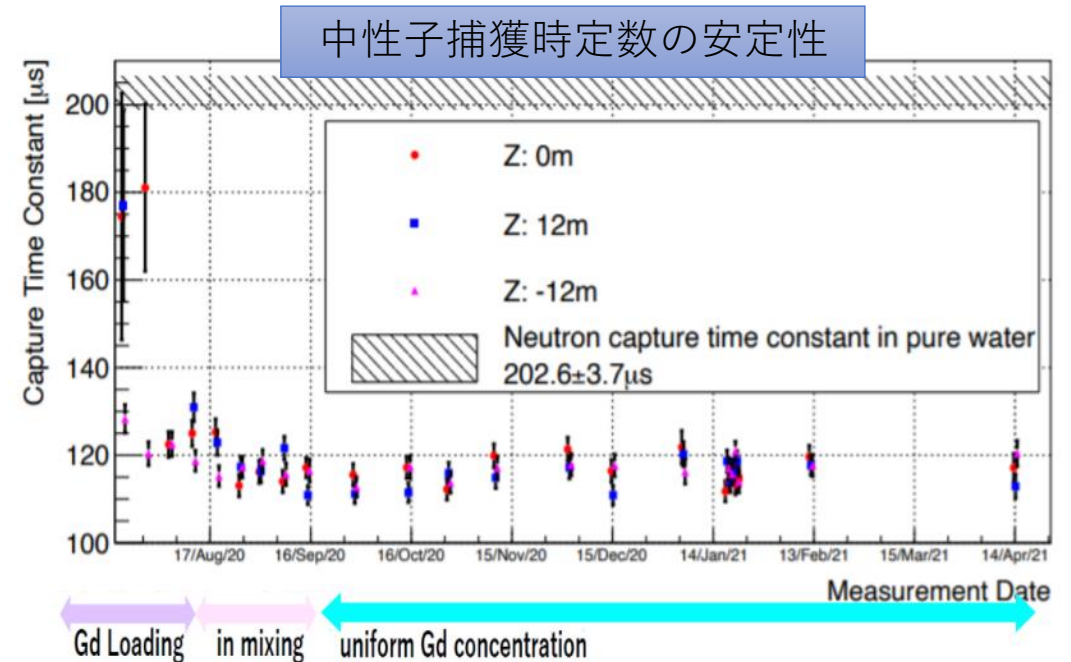 中性子捕獲時定数の安定性
Capture Time Constant [μs]
200
180
160
140
120
100
Z: 0m
Z: 12m
Z: -12m
Neutron capture time constant in pure water
202.6±3.7μs
17/Aug/20 16/Sep/20 16/Oct/20 15/Nov/20 15/Dec/20 14/Jan/21 13/Feb/21 15/Mar/21 14/Apr/21
Measurement Date
Gd Loading in mixing uniform Gd concentration